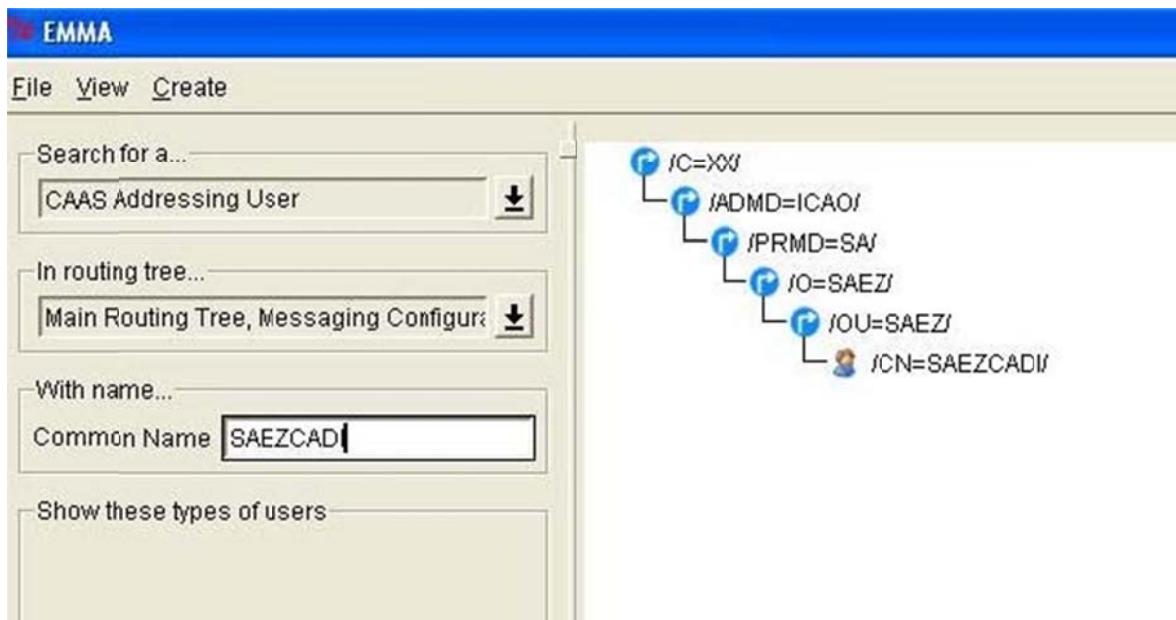 EMMA
File View Create
Search for a...
CAAS Addressing User
In routing tree...
Main Routing Tree, Messaging Configura
With name...
Common Name SAEZCADI
Show these types of users
/C=XX/
/ADMD=ICAO/
/PRMD=SA/
/O=SAEZ/
/OU=SAEZ/
/CN=SAEZCADI/